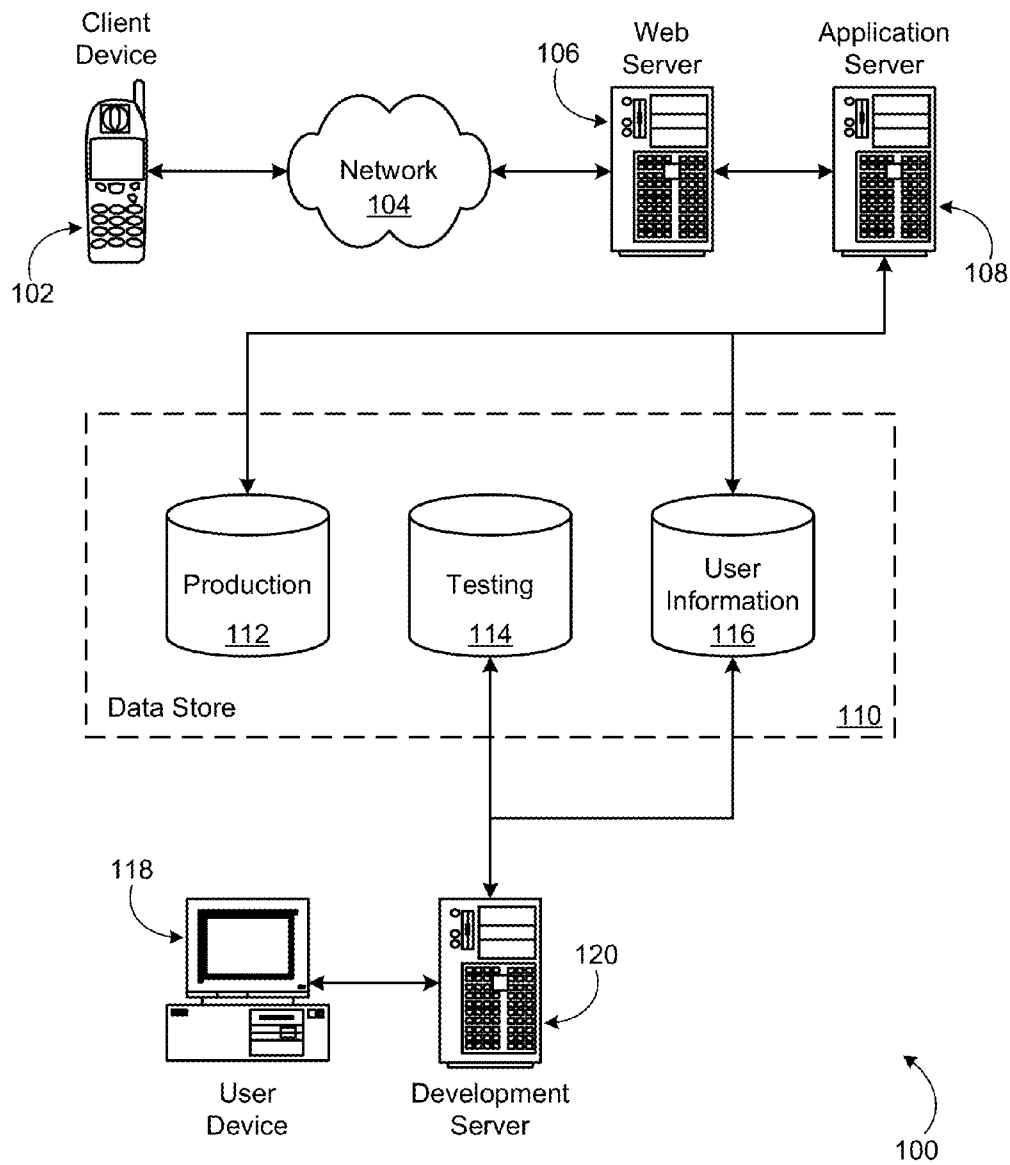 Client
Device
Web
Server
Application
Server
106
Network
104
102
108
Production
112
Testing
114
User
Information
116
Data Store
110
118
120
User
Device
Development
Server
100